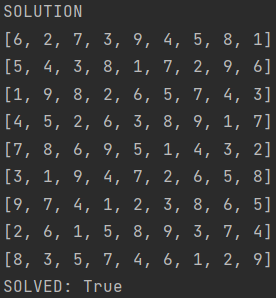 SOLUTION
[6, 2, 7, 3, 9, 4, 5, 8, 1]
[5, 4, 3, 8, 1, 7, 2, 9, 6]
[1, 9, 8, 2, 6, 5, 7, 4, 3]
[4, 5, 2, 6, 3, 8, 9, 1, 7]
[7, 8, 6, 9, 5, 1, 4, 3, 2]
[3, 1, 9, 4, 7, 2, 6, 5, 8]
[9, 7, 4, 1, 2, 3, 8, 6, 5]
[2, 6, 1, 5, 8, 9, 3, 7, 4]
[8, 3, 5, 7, 4, 6, 1, 2, 9]
SOLVED: True